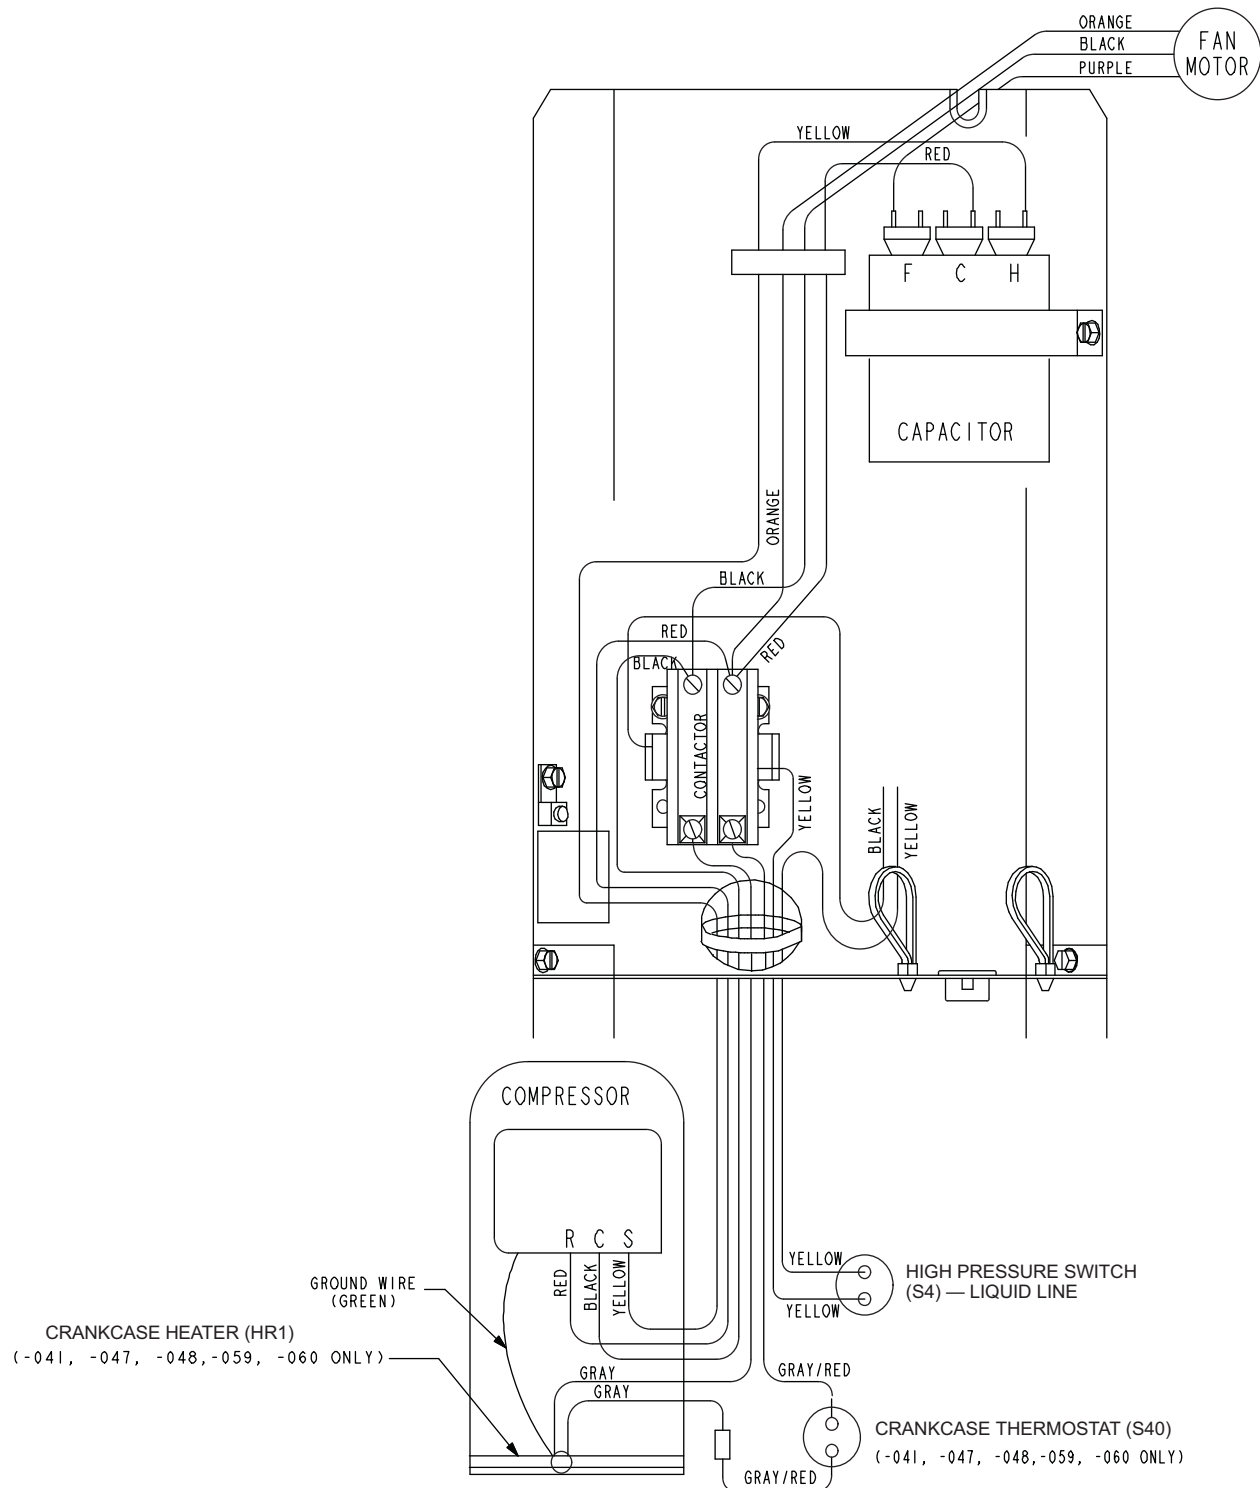 ORANGE
BLACK
PURPLE
FAN
MOTOR
YELLOW
RED
F C H
CAPACITOR
ORANGE
BLACK
RED
RED
BLACK
CONTACTOR
YELLOW
BLACK
YELLOW
COMPRESSOR
R C S
RED
BLACK
YELLOW
GROUND WIRE
(GREEN)
YELLOW
YELLOW
HIGH PRESSURE SWITCH
(S4) — LIQUID LINE
CRANKCASE HEATER (HR1)
(-041, -047, -048,-059, -060 ONLY)
GRAY
GRAY
GRAY/RED
CRANKCASE THERMOSTAT (S40)
(-041, -047, -048,-059, -060 ONLY)
GRAY/RED